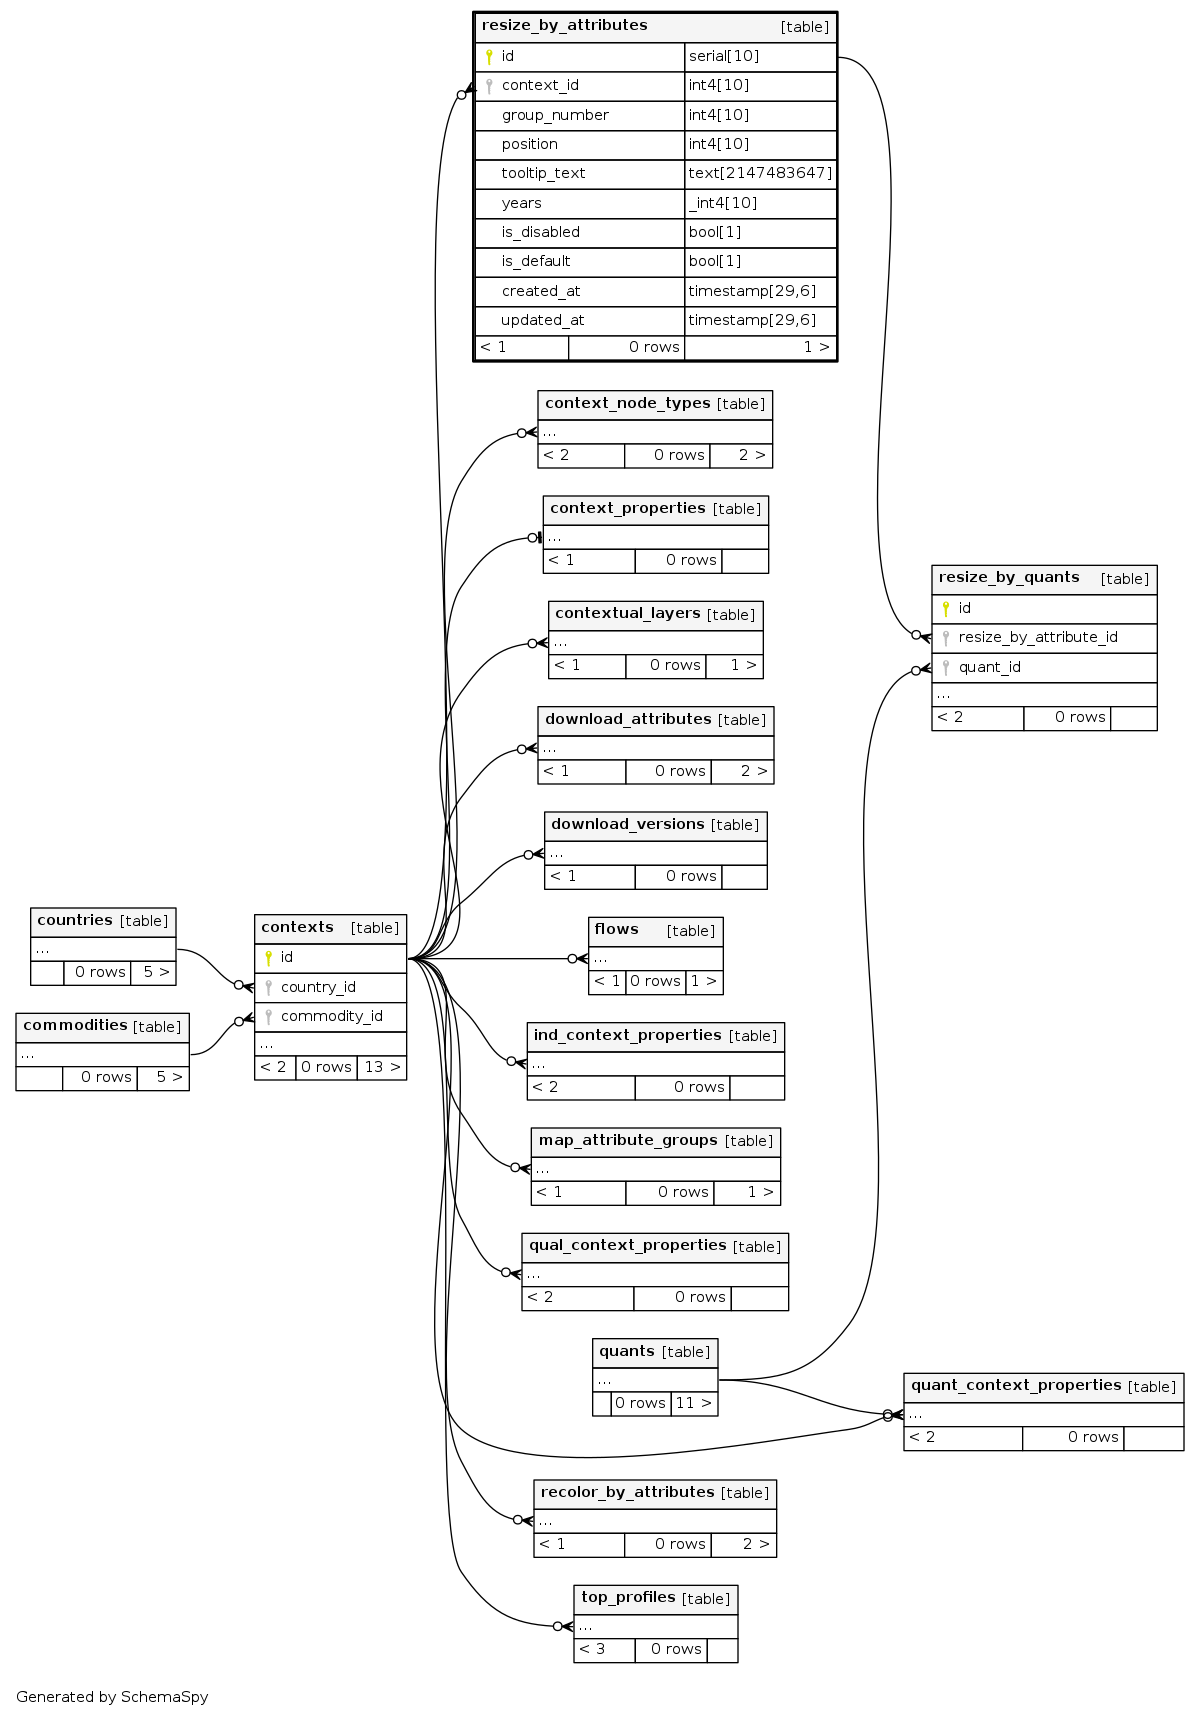 resize_by_attributes [table]
id serial[10]
context_id int4[10]
group_number int4[10]
position int4[10]
tooltip_text text[2147483647]
years _int4[10]
is_disabled bool[1]
is_default bool[1]
created_at timestamp[29,6]
updated_at timestamp[29,6]
< 1 0 rows 1 >
context_node_types [table]
...
< 2 0 rows 2 >
context_properties [table]
...
< 1 0 rows
contextual_layers [table]
...
< 1 0 rows 1 >
resize_by_quants [table]
id
resize_by_attribute_id
quant_id
...
< 2 0 rows
download_attributes [table]
...
< 1 0 rows 2 >
download_versions [table]
...
< 1 0 rows
countries [table]
...
0 rows 5 >
commodities [table]
...
0 rows 5 >
contexts [table]
id
country_id
commodity_id
...
< 2 0 rows 13 >
flows [table]
...
< 1 0 rows 1 >
ind_context_properties [table]
...
< 2 0 rows
map_attribute_groups [table]
...
< 1 0 rows 1 >
qual_context_properties [table]
...
< 2 0 rows
quants [table]
...
0 rows 11 >
quant_context_properties [table]
...
< 2 0 rows
recolor_by_attributes [table]
...
< 1 0 rows 2 >
top_profiles [table]
...
< 3 0 rows
Generated by SchemaSpy